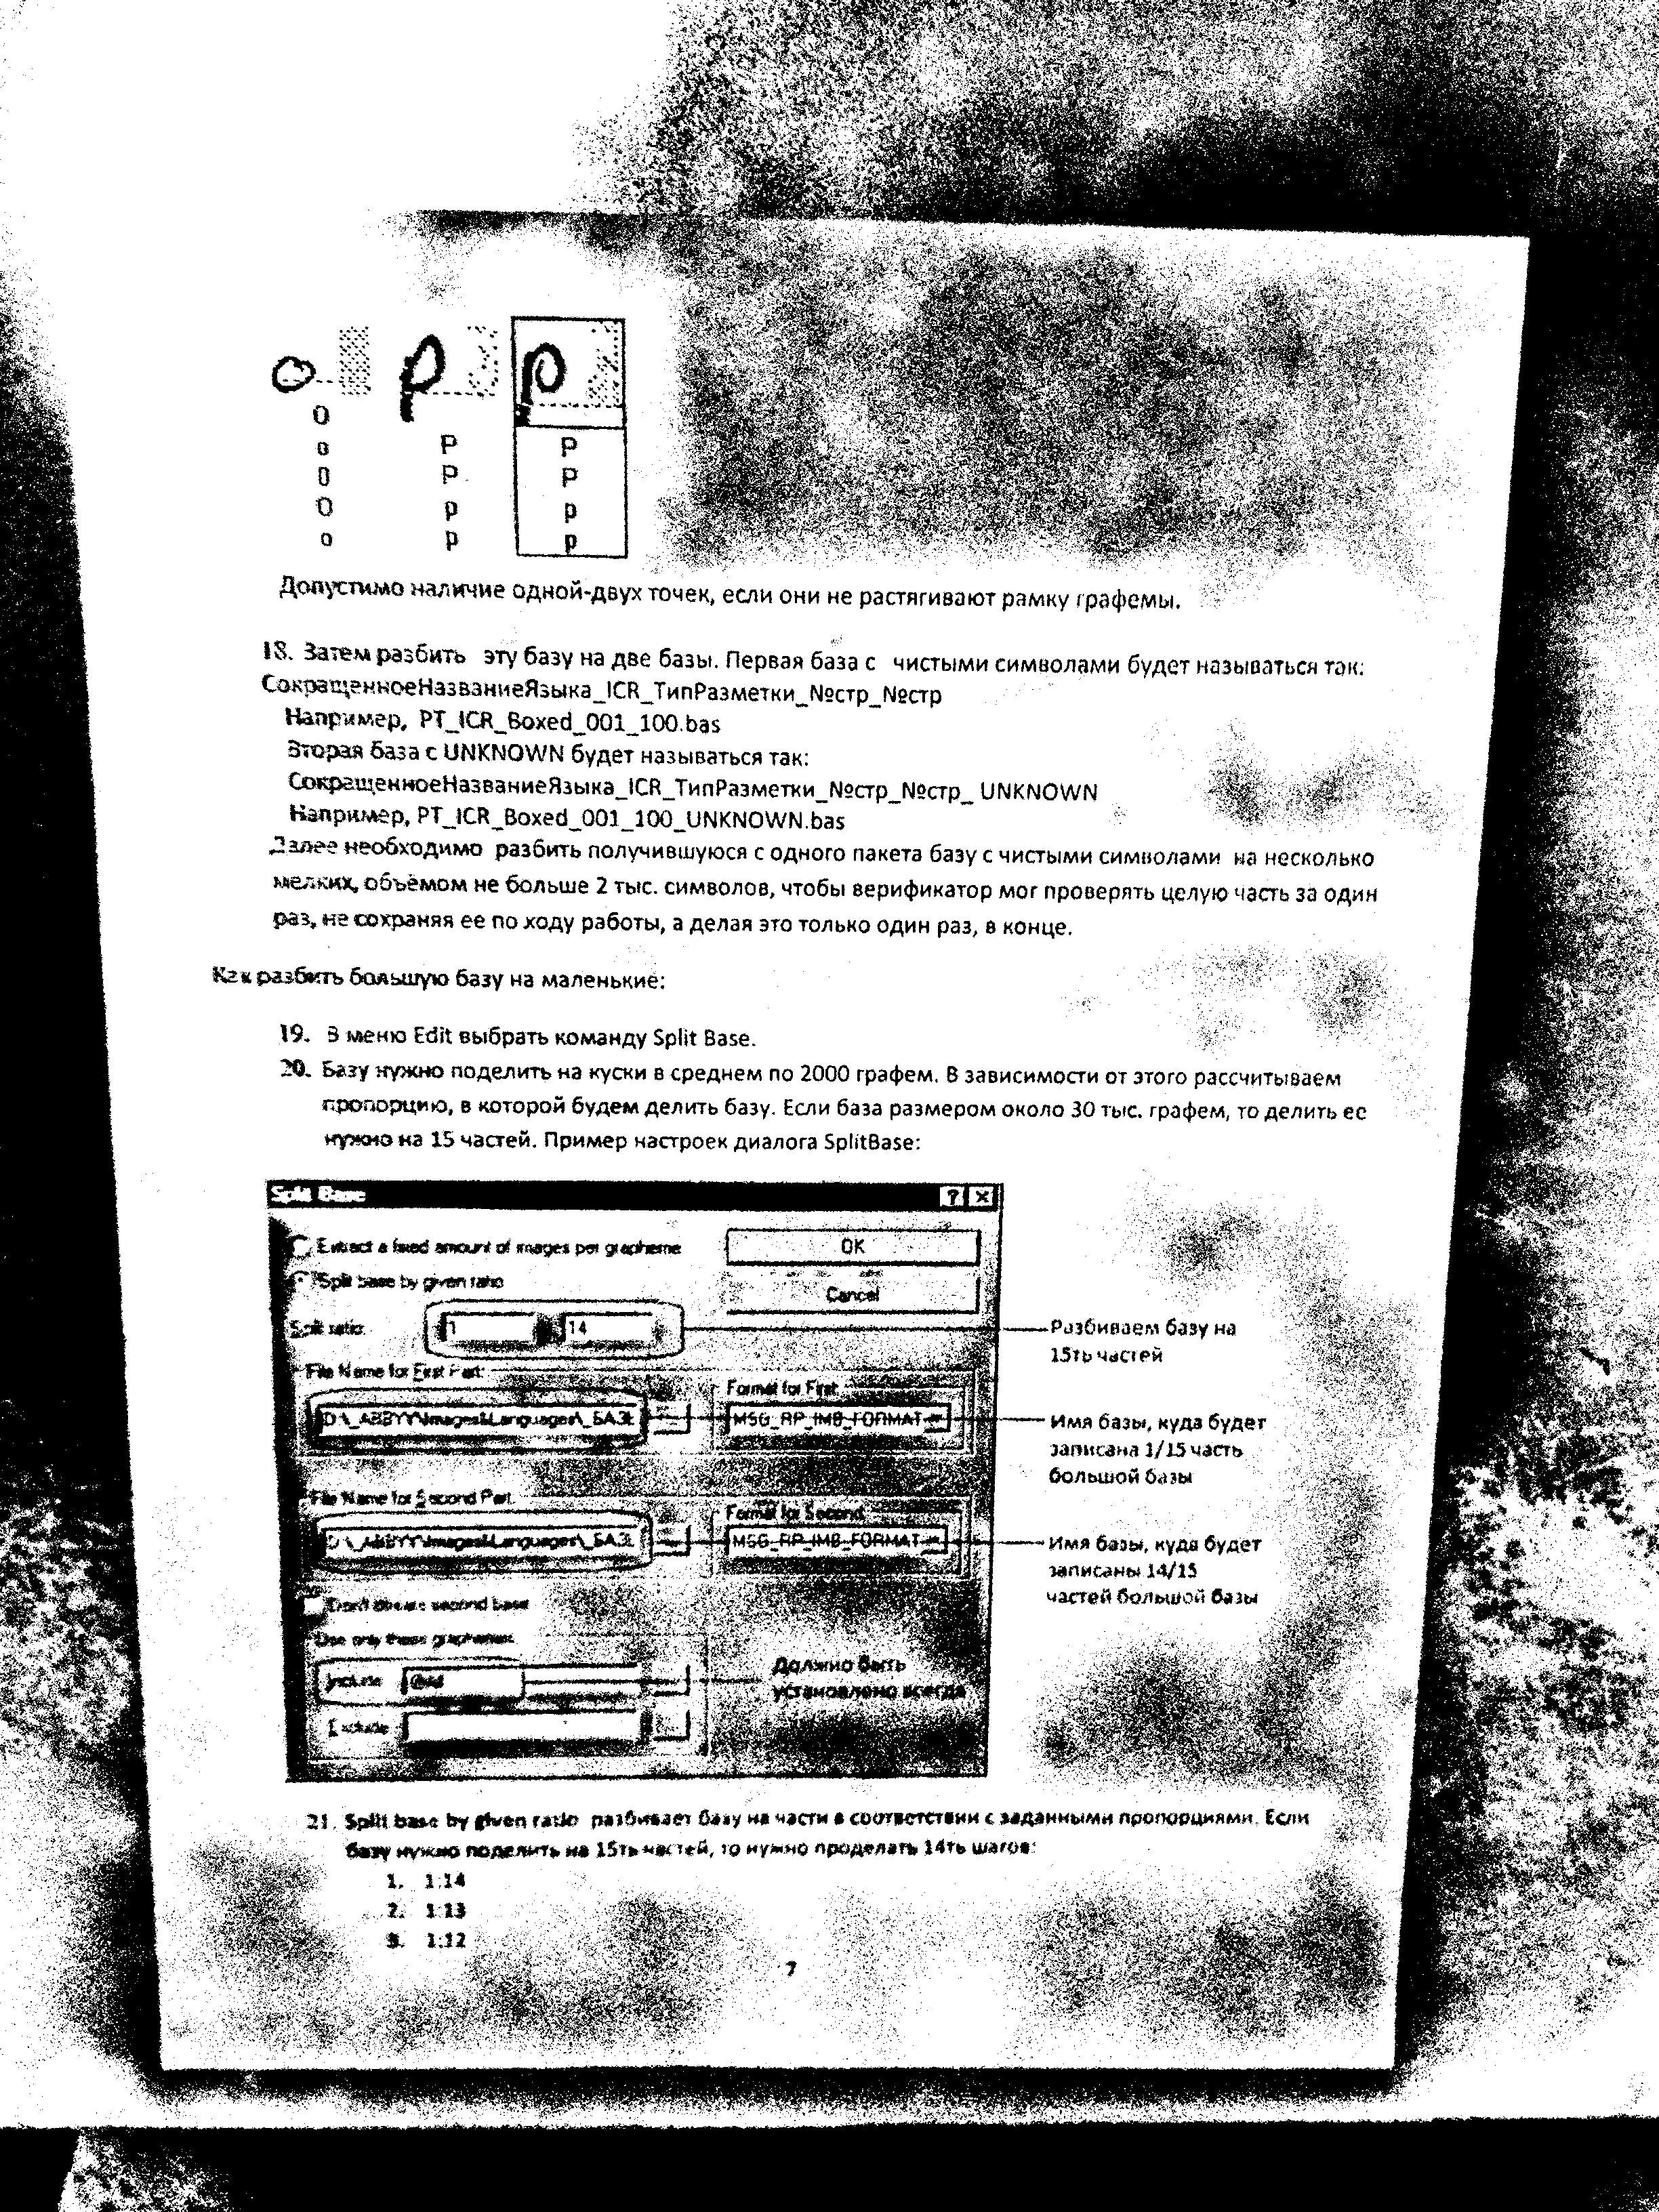 o p p
O
o P P
0 P P
O p p
o p p
Допустимо наличие одной-двух точек, если они не растягивают рамку графемы.
18. Затем разбить эту базу на две базы. Первая база с чистыми символами будет называться так:
СокращенноеНазваниеЯзыка_ICR_ТипРазметки_№стр_№стр
Например, PT_ICR_Boxed_001_100.bas
Вторая база с UNKNOWN будет называться так:
СокращенноеНазваниеЯзыка_ICR_ТипРазметки_№стр_№стр_ UNKNOWN
Например, PT_ICR_Boxed_001_100_UNKNOWN.bas
Далее необходимо разбить получившуюся с одного пакета базу с чистыми символами на несколько
мелких, объёмом не больше 2 тыс. символов, чтобы верификатор мог проверять целую часть за один
раз, не сохраняя ее по ходу работы, а делая это только один раз, в конце.
Как разбить большую базу на маленькие:
19. В меню Edit выбрать команду Split Base.
20. Базу нужно поделить на куски в среднем по 2000 графем. В зависимости от этого рассчитываем
пропорцию, в которой будем делить базу. Если база размером около 30 тыс. графем, то делить ее
нужно на 15 частей. Пример настроек диалога SplitBase:
Split Base ? ×
Extract a fixed amount of images per grapheme OK
Split base by given ratio
Cancel
Split ratio: 1 14
Разбиваем базу на
15ть частей
File Name for First Part:
Format for First:
D:\_ABBYY\Images&Languages\_БАЗЕ ... MSG_RP_IMB_FORMAT
Имя базы, куда будет
записана 1/15 часть
большой базы
File Name for Second Part:
Format for Second:
D:\_ABBYY\Images&Languages\_БАЗЕ ... MSG_RP_IMB_FORMAT
Имя базы, куда будет
записаны 14/15
частей большой базы
Don't create second base
Use only these graphemes:
Include
Должно быть
установлено всегда
Exclude
21. Split base by given ratio разбивает базу на части в соответствии с заданными пропорциями. Если
базу нужно поделить на 15ть частей, то нужно проделать 14ть шагов:
1. 1:14
2. 1:13
3. 1:12
7